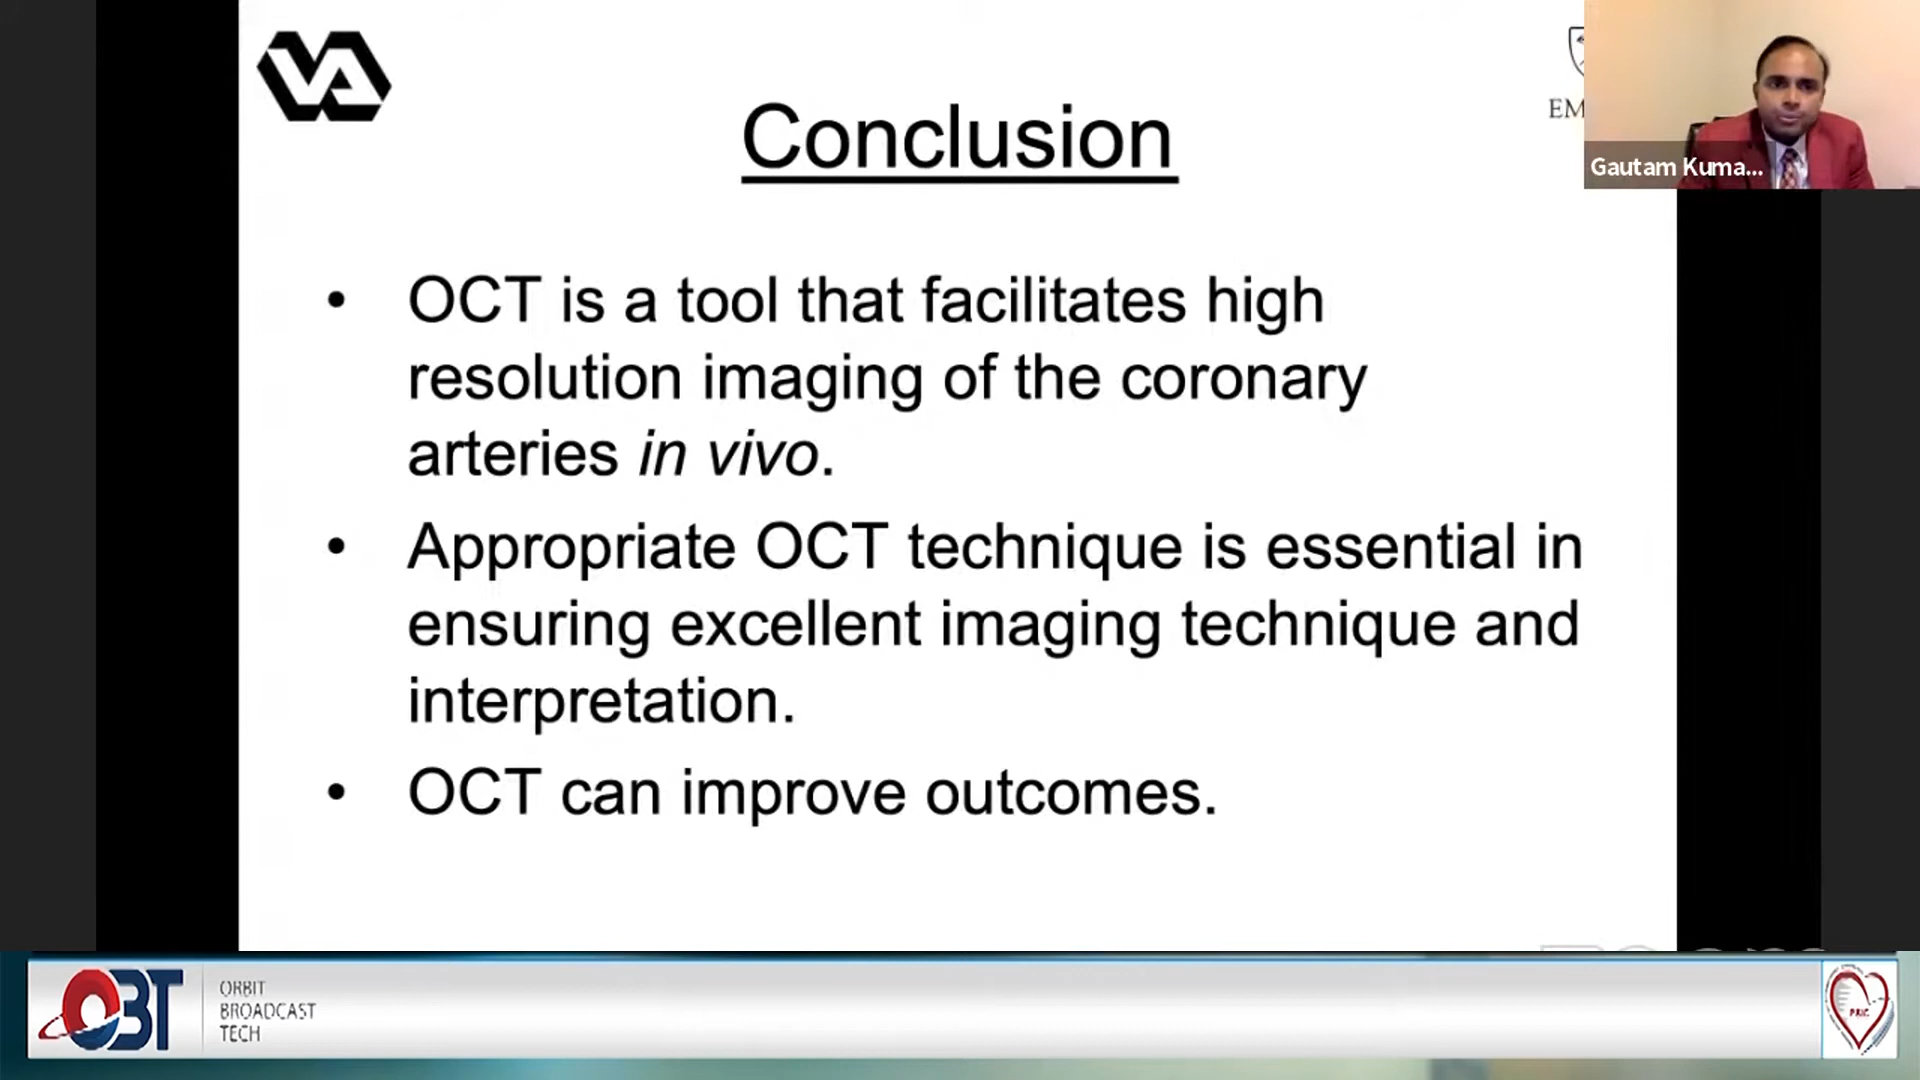 VA
Conclusion
EM
Gautam Kuma...
• OCT is a tool that facilitates high
resolution imaging of the coronary
arteries in vivo.
• Appropriate OCT technique is essential in
ensuring excellent imaging technique and
interpretation.
• OCT can improve outcomes.
OBT
ORBIT
BROADCAST
TECH